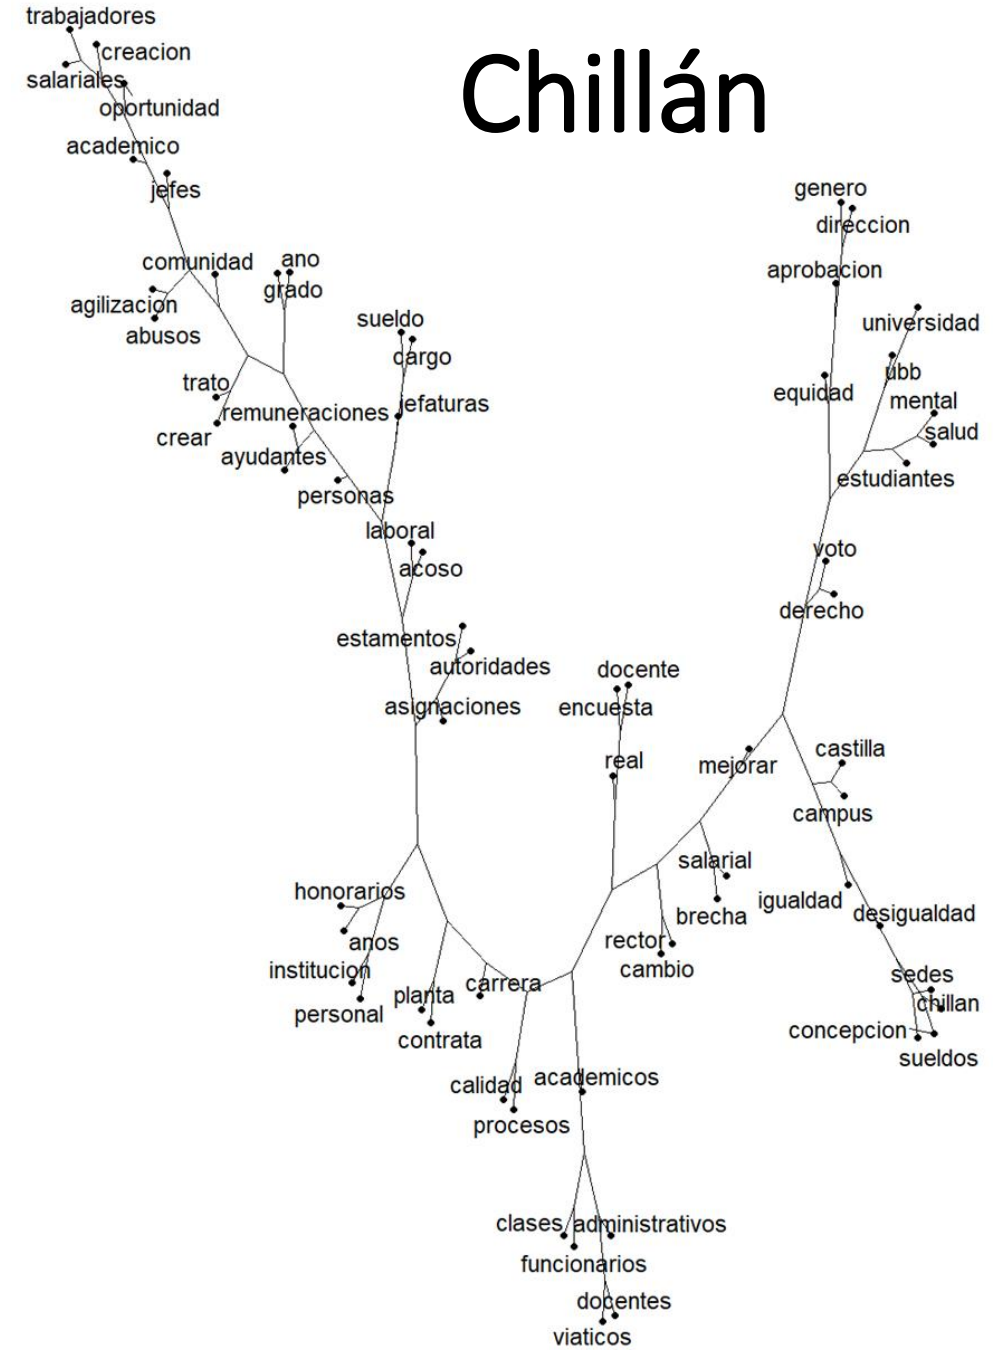 Chillán
trabajadores
creacion
salariales
oportunidad
academico
jefes
comunidad
ano
grado
agilizacion
abusos
sueldo
cargo
trato
remuneraciones
jefaturas
crear
ayudantes
personas
laboral
acoso
estamentos
autoridades
asignaciones
genero
direccion
aprobacion
universidad
ubb
equidad
mental
salud
estudiantes
voto
derecho
docente
encuesta
real
mejorar
castilla
campus
salarial
brecha
igualdad
desigualdad
rector
cambio
sedes
chillan
concepcion
sueldos
honorarios
anos
institucion
personal
planta
carrera
contrata
calidad
academicos
procesos
clases
administrativos
funcionarios
docentes
viaticos